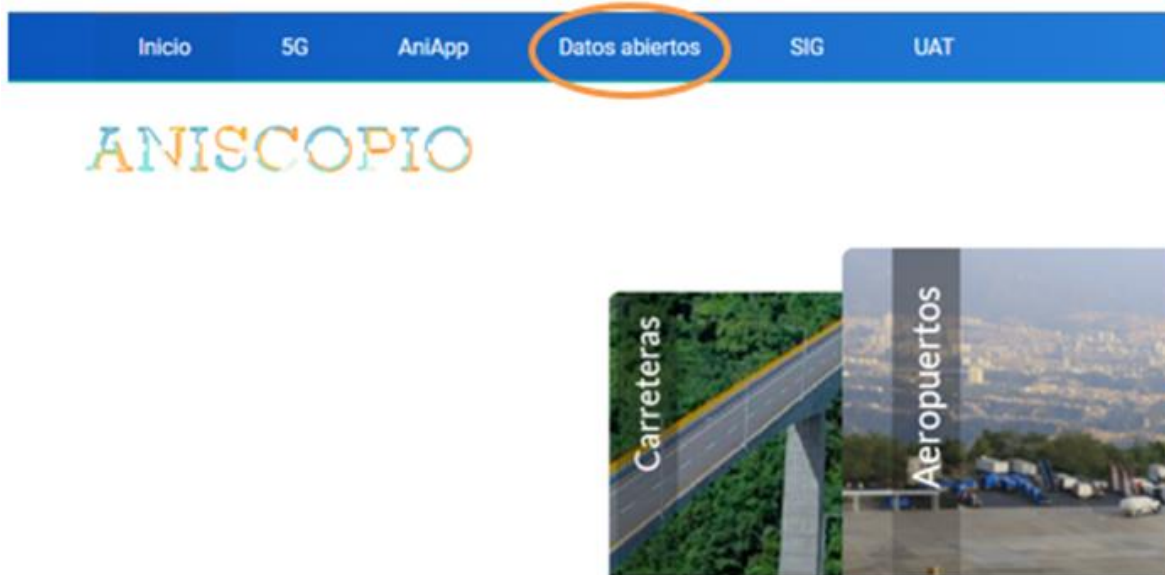 Inicio 5G AniApp Datos abiertos SIG UAT
ANISCOPIO
Carreteras
Aeropuertos